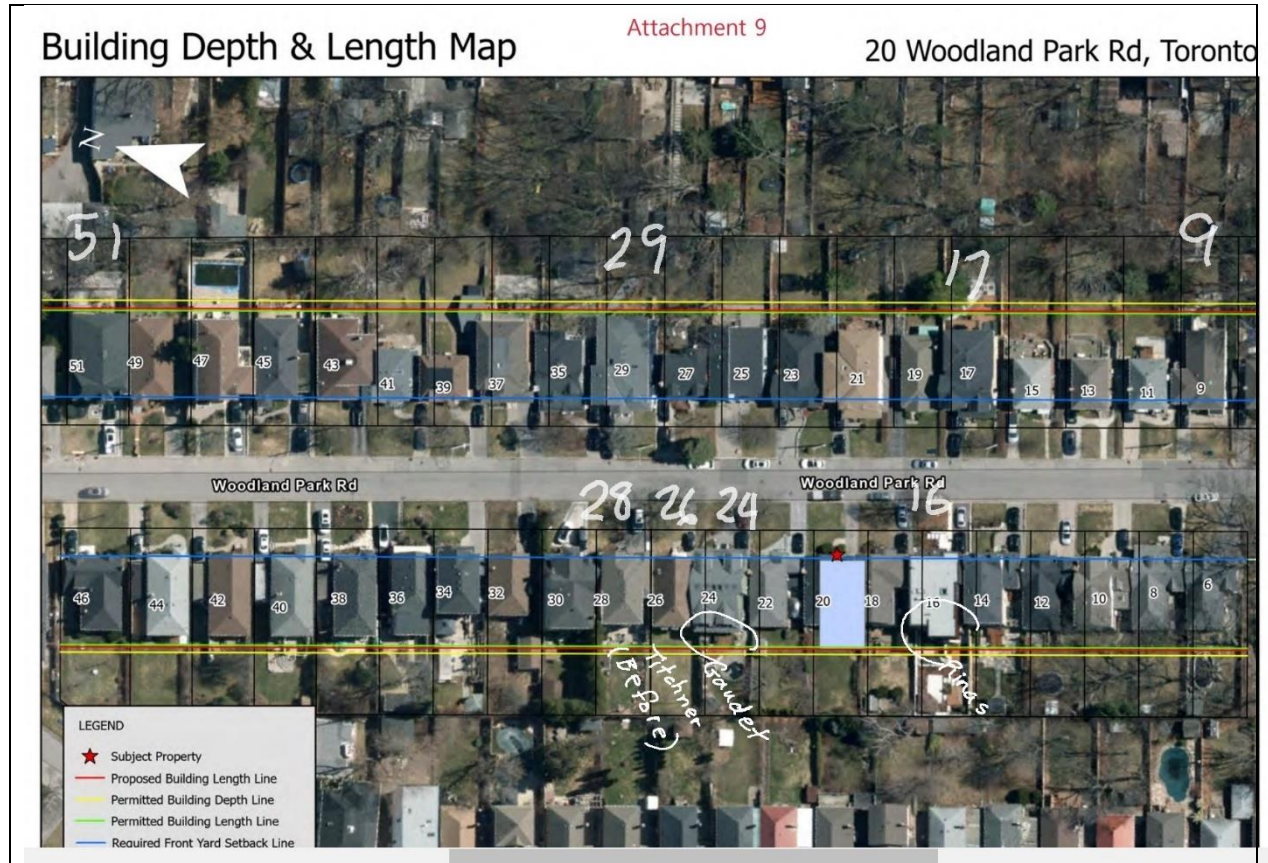 Attachment 9
Building Depth & Length Map
20 Woodland Park Rd, Toronto
N
51
29
17
9
51 49 47 45 43 41 39 37 35 29 27 25 23 21 19 17 15 13 11 9
Woodland Park Rd
Woodland Park Rd
28 26 24
16
46 44 42 40 38 36 34 32 30 28 26 24 22 20 18 16 14 12 10 8 6
Titchner
(Before)
Gaudet
Rinas
LEGEND
Subject Property
Proposed Building Length Line
Permitted Building Depth Line
Permitted Building Length Line
Required Front Yard Setback Line